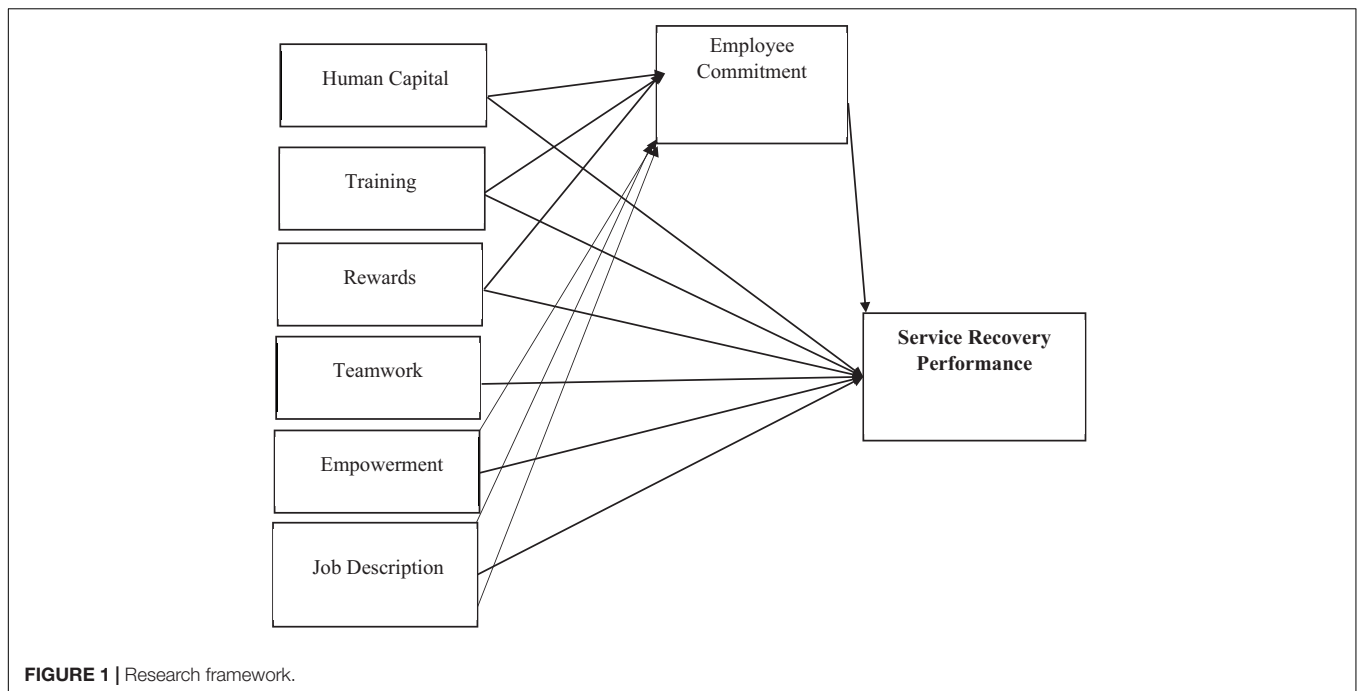 Human Capital
Training
Rewards
Teamwork
Empowerment
Job Description
Employee
Commitment
Service Recovery
Performance
FIGURE 1 | Research framework.